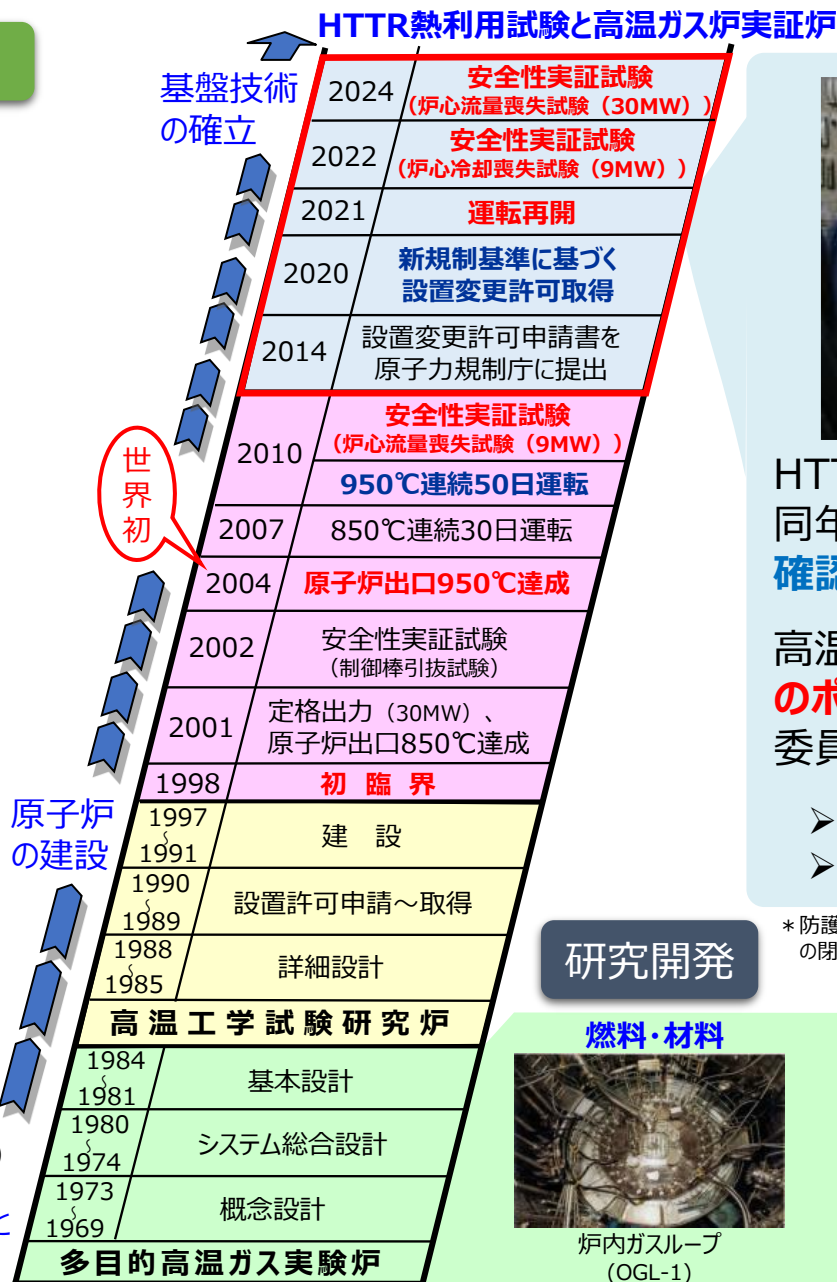 HTTR熱利用試験と高温ガス炉実証炉
基盤技術
の確立
2024
安全性実証試験
(炉心流量喪失試験（30MW）)
2022
安全性実証試験
(炉心冷却喪失試験（9MW）)
2021
運転再開
2020
新規制基準に基づく
設置変更許可取得
2014
設置変更許可申請書を
原子力規制庁に提出
2010
安全性実証試験
(炉心流量喪失試験（9MW）)
950℃連続50日運転
世界初
2007
850℃連続30日運転
2004
原子炉出口950℃達成
2002
安全性実証試験
（制御棒引抜試験）
2001
定格出力（30MW）、
原子炉出口850℃達成
1998
初 臨 界
原子炉
の建設
1997
～
1991
建 設
1990
～
1989
設置許可申請～取得
1988
～
1985
詳細設計
高 温 工 学 試 験 研 究 炉
1984
～
1981
基本設計
1980
～
1974
システム総合設計
1973
～
1969
概念設計
多目的高温ガス実験炉
HTT
同年
確認
高温
のポ
委員
➢
➢
＊防護
の閉
研究開発
燃料･材料
炉内ガスループ
（OGL-1）